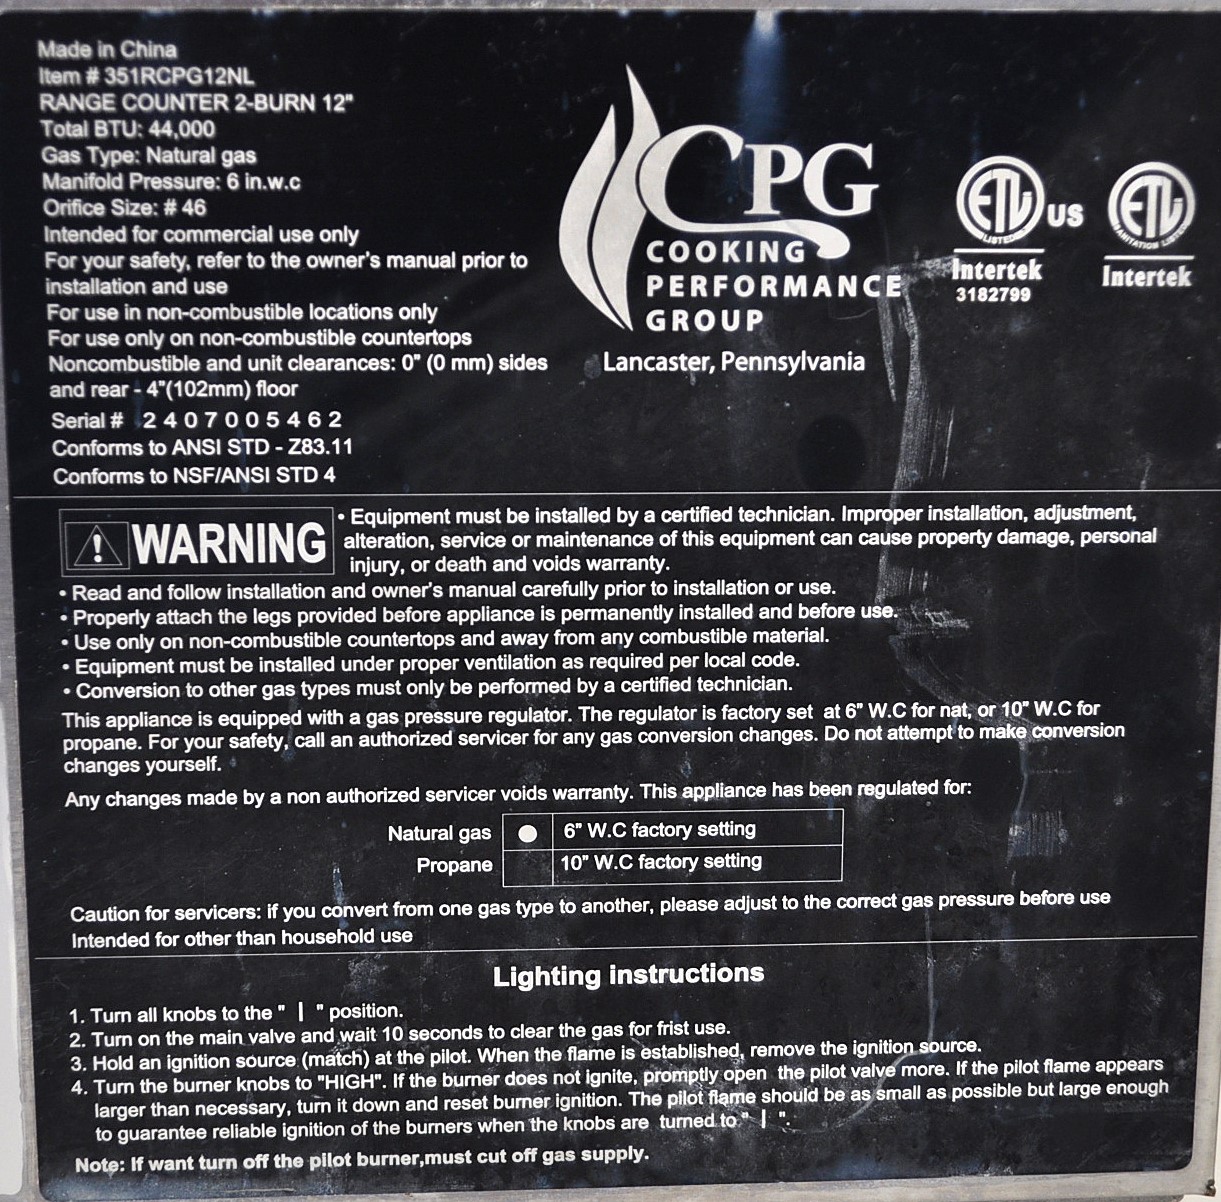 Made in China
Item # 351RCPG12NL
RANGE COUNTER 2-BURN 12"
Total BTU: 44,000
Gas Type: Natural gas
Manifold Pressure: 6 in.w.c
Orifice Size: # 46
Intended for commercial use only
For your safety, refer to the owner's manual prior to
installation and use
For use in non-combustible locations only
For use only on non-combustible countertops
Noncombustible and unit clearances: 0" (0 mm) sides
and rear - 4"(102mm) floor
Serial # 2 4 0 7 0 0 5 4 6 2
Conforms to ANSI STD - Z83.11
Conforms to NSF/ANSI STD 4
CPG
COOKING
PERFORMANCE
GROUP
Lancaster, Pennsylvania
ETL US
LISTED
Intertek
3182799
ETL
SANITATION LISTED
Intertek
WARNING
• Equipment must be installed by a certified technician. Improper installation, adjustment,
alteration, service or maintenance of this equipment can cause property damage, personal
injury, or death and voids warranty.
• Read and follow installation and owner's manual carefully prior to installation or use.
• Properly attach the legs provided before appliance is permanently installed and before use.
• Use only on non-combustible countertops and away from any combustible material.
• Equipment must be installed under proper ventilation as required per local code.
• Conversion to other gas types must only be performed by a certified technician.
This appliance is equipped with a gas pressure regulator. The regulator is factory set at 6" W.C for nat, or 10" W.C for
propane. For your safety, call an authorized servicer for any gas conversion changes. Do not attempt to make conversion
changes yourself.
Any changes made by a non authorized servicer voids warranty. This appliance has been regulated for:
Natural gas ● 6" W.C factory setting
Propane 10" W.C factory setting
Caution for servicers: if you convert from one gas type to another, please adjust to the correct gas pressure before use
Intended for other than household use
Lighting instructions
1. Turn all knobs to the " | " position.
2. Turn on the main valve and wait 10 seconds to clear the gas for frist use.
3. Hold an ignition source (match) at the pilot. When the flame is established, remove the ignition source.
4. Turn the burner knobs to "HIGH". If the burner does not ignite, promptly open the pilot valve more. If the pilot flame appears
larger than necessary, turn it down and reset burner ignition. The pilot flame should be as small as possible but large enough
to guarantee reliable ignition of the burners when the knobs are turned to " | ".
Note: If want turn off the pilot burner,must cut off gas supply.